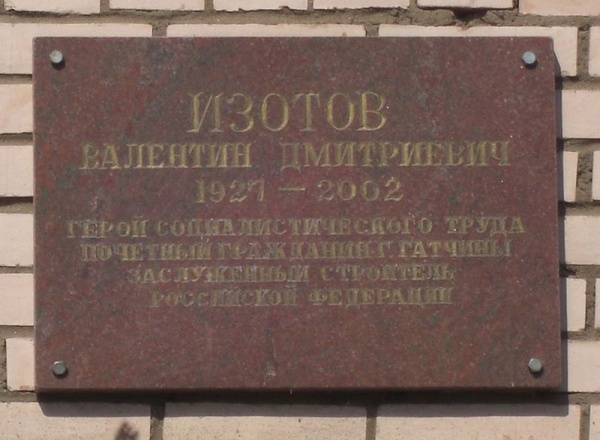 ИЗОТОВ
ВАЛЕНТИН ДМИТРИЕВИЧ
1927 — 2002
ГЕРОЙ СОЦИАЛИСТИЧЕСКОГО ТРУДА
ПОЧЕТНЫЙ ГРАЖДАНИН Г. ГАТЧИНЫ
ЗАСЛУЖЕННЫЙ СТРОИТЕЛЬ
РОССИЙСКОЙ ФЕДЕРАЦИИ